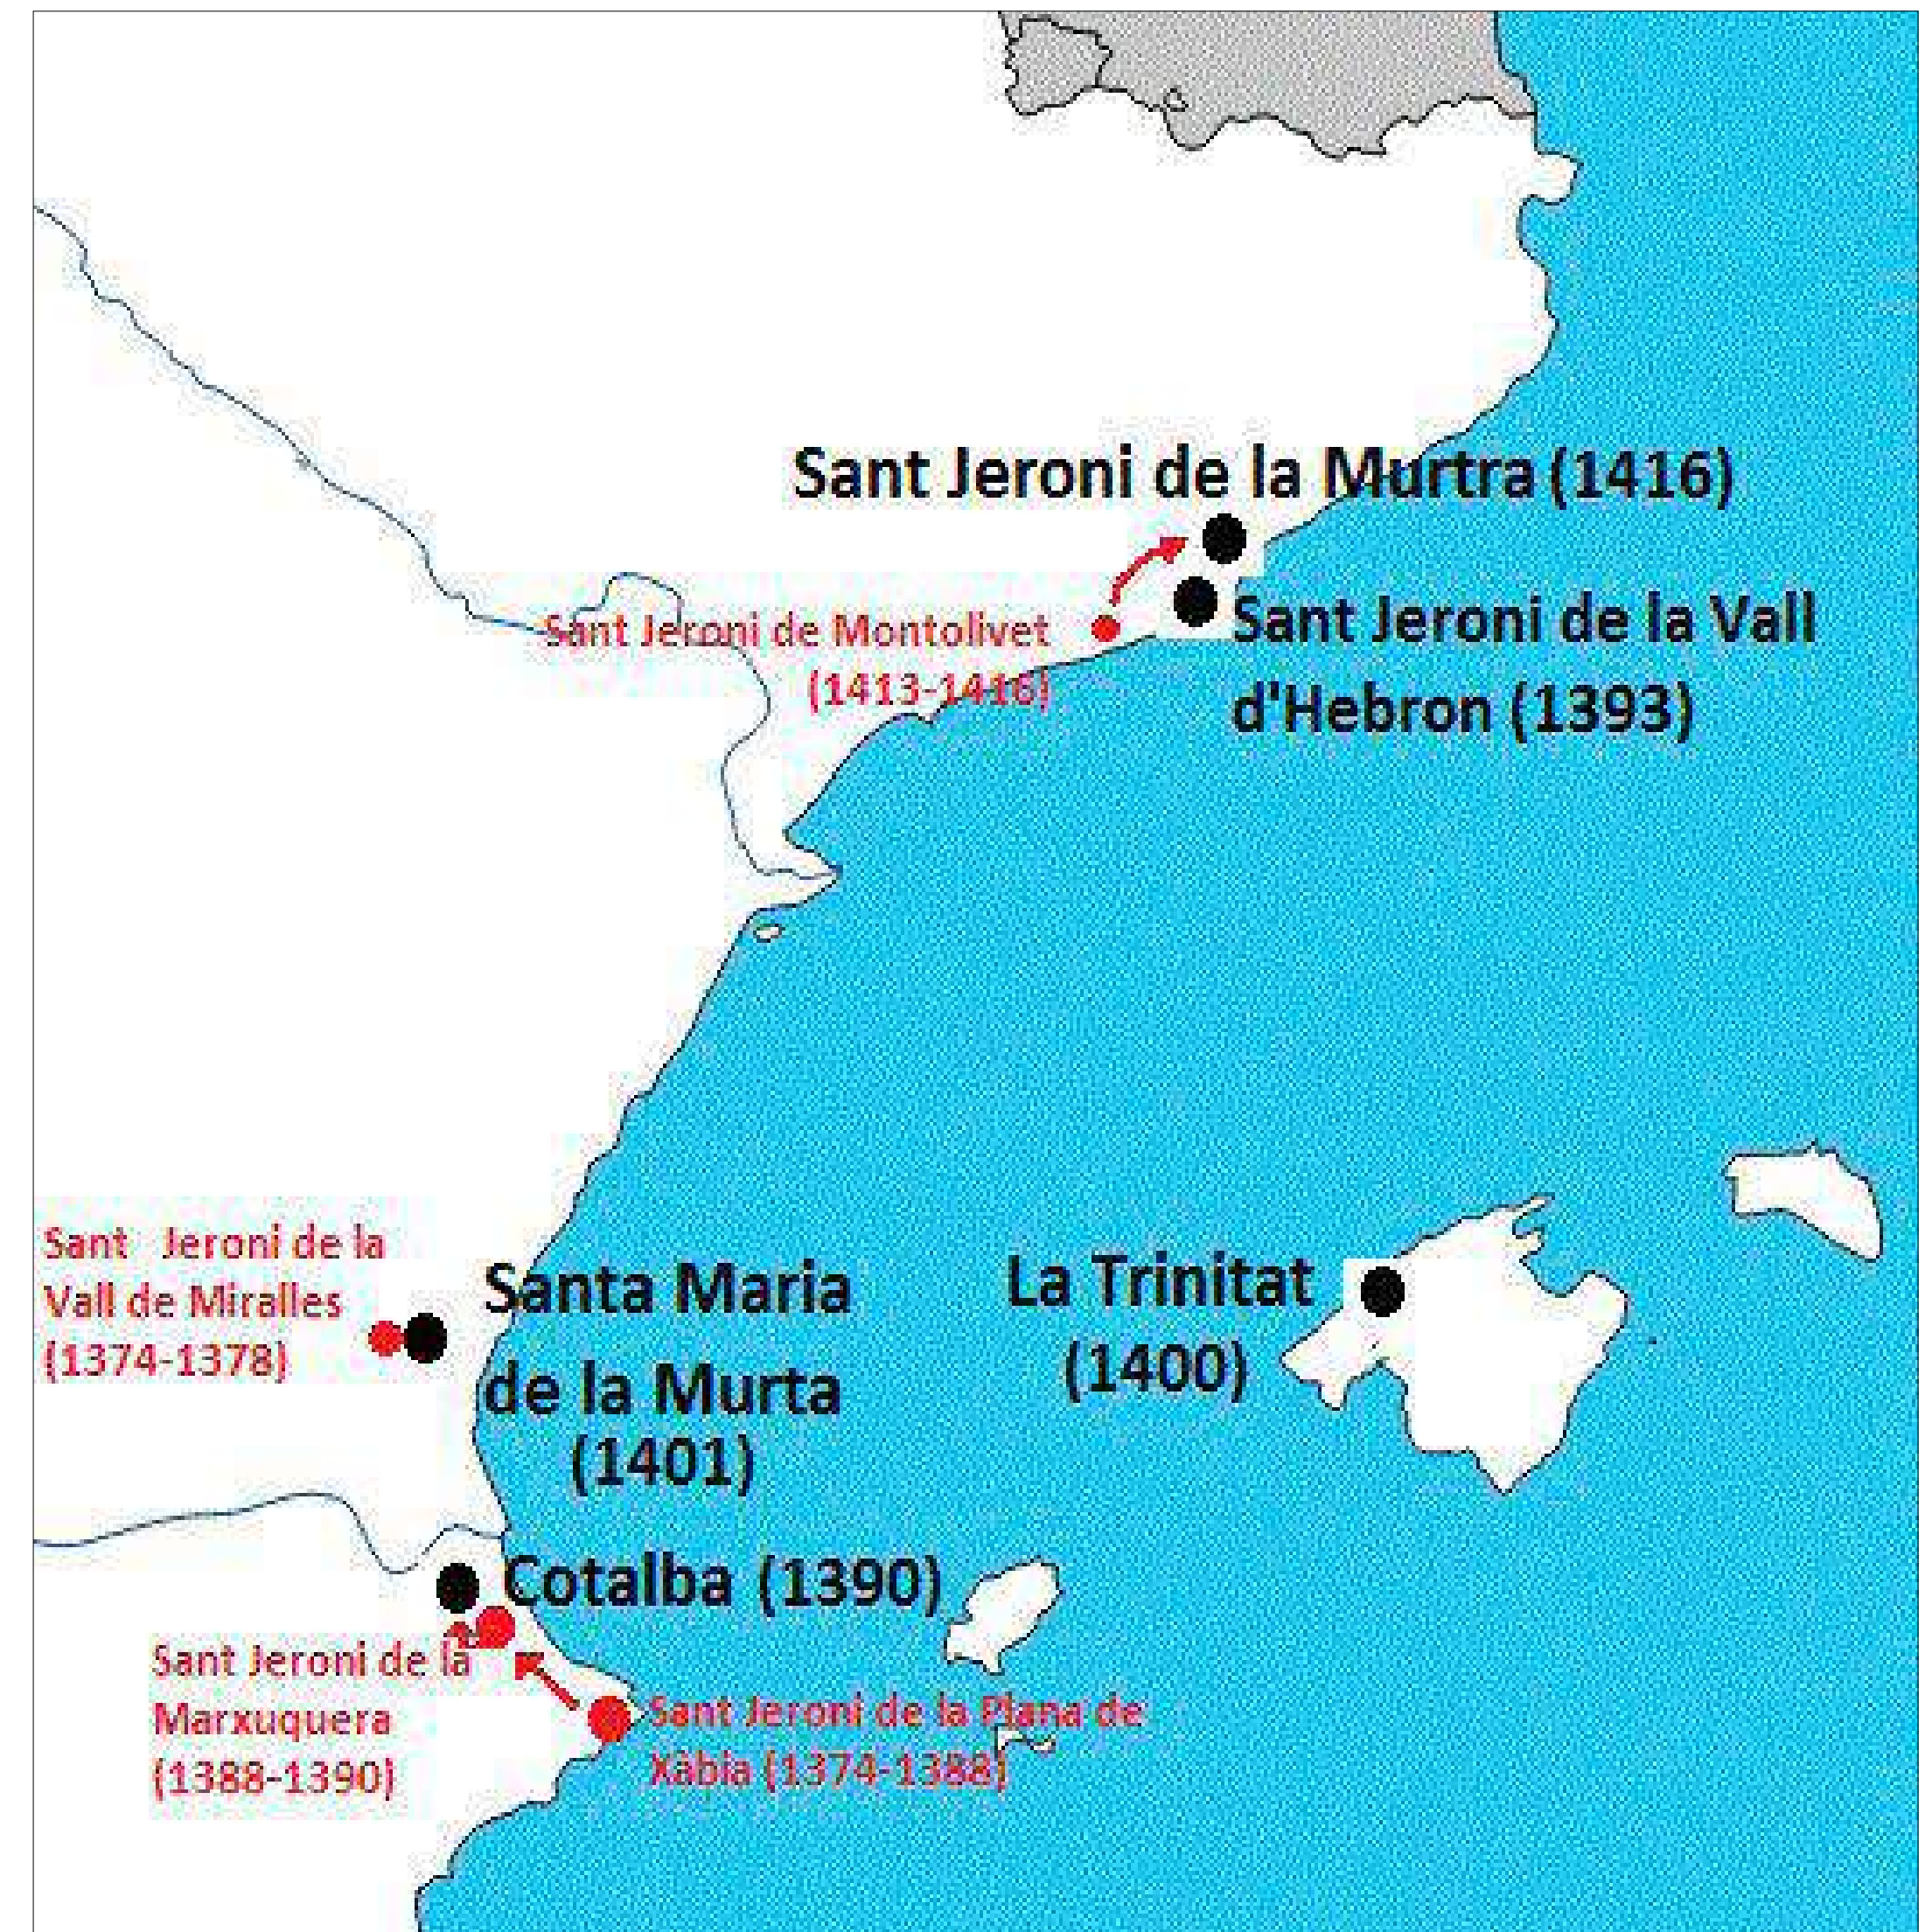 Sant Jeroni de la Murtra (1416)
Sant Jeroni de Montolivet
(1413-1416)
Sant Jeroni de la Vall
d'Hebron (1393)
Sant Jeroni de la
Vall de Miralles
(1374-1378)
Santa Maria
de la Murta
(1401)
La Trinitat
(1400)
Cotalba (1390)
Sant Jeroni de la
Marxuquera
(1388-1390)
Sant Jeroni de la Plana de
Xàbia (1374-1388)